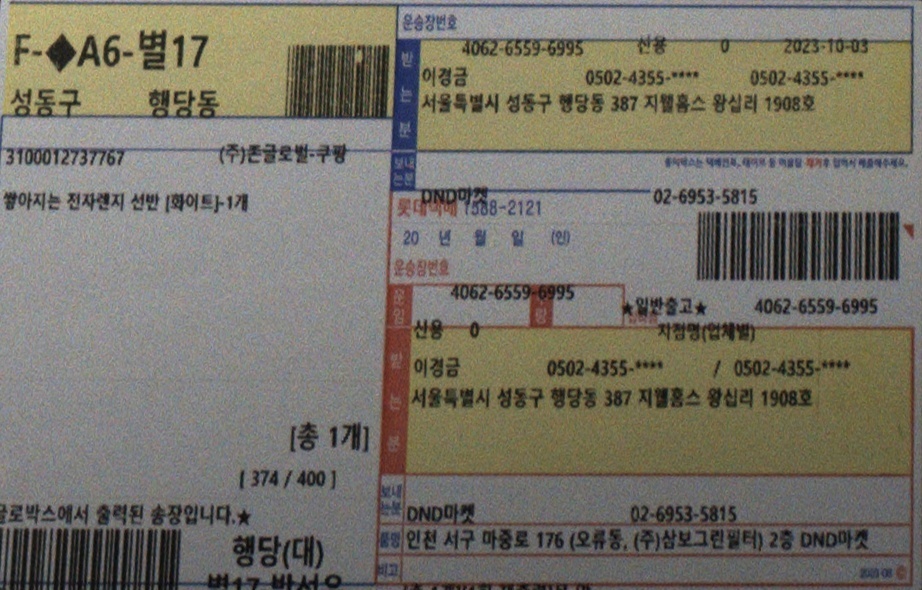 F-◆A6-별17
성동구 행당동
3100012737767 (주)존글로벌-쿠팡
쌓아지는 전자렌지 선반 [화이트]-1개
[총 1개]
[ 374 / 400 ]
글로박스에서 출력된 송장입니다.★
행당(대)
별17
운송장번호
4062-6559-6995 신용 0 2023-10-03
받는분
이경금 0502-4355-**** 0502-4355-****
서울특별시 성동구 행당동 387 지웰홈스 왕십리 1908호
보내는분
DND마켓 02-6953-5815
롯데택배 1588-2121
20 년 월 일 (인)
운송장번호
4062-6559-6995
★일반출고★ 4062-6559-6995
운임
신용 0 지점명(업체별)
받는분
이경금 0502-4355-**** / 0502-4355-****
서울특별시 성동구 행당동 387 지웰홈스 왕십리 1908호
보내는분
DND마켓 02-6953-5815
품명
인천 서구 마중로 176 (오류동, (주)삼보그린필터) 2층 DND마켓
비고